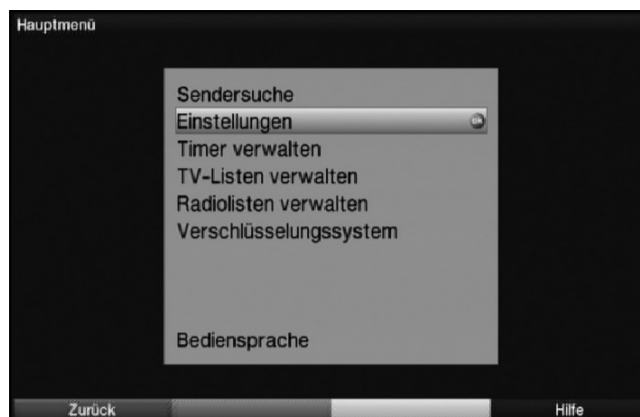 Hauptmenü
Sendersuche
Einstellungen
Timer verwalten
TV-Listen verwalten
Radiolisten verwalten
Verschlüsselungssystem
Bediensprache
Zurück Hilfe